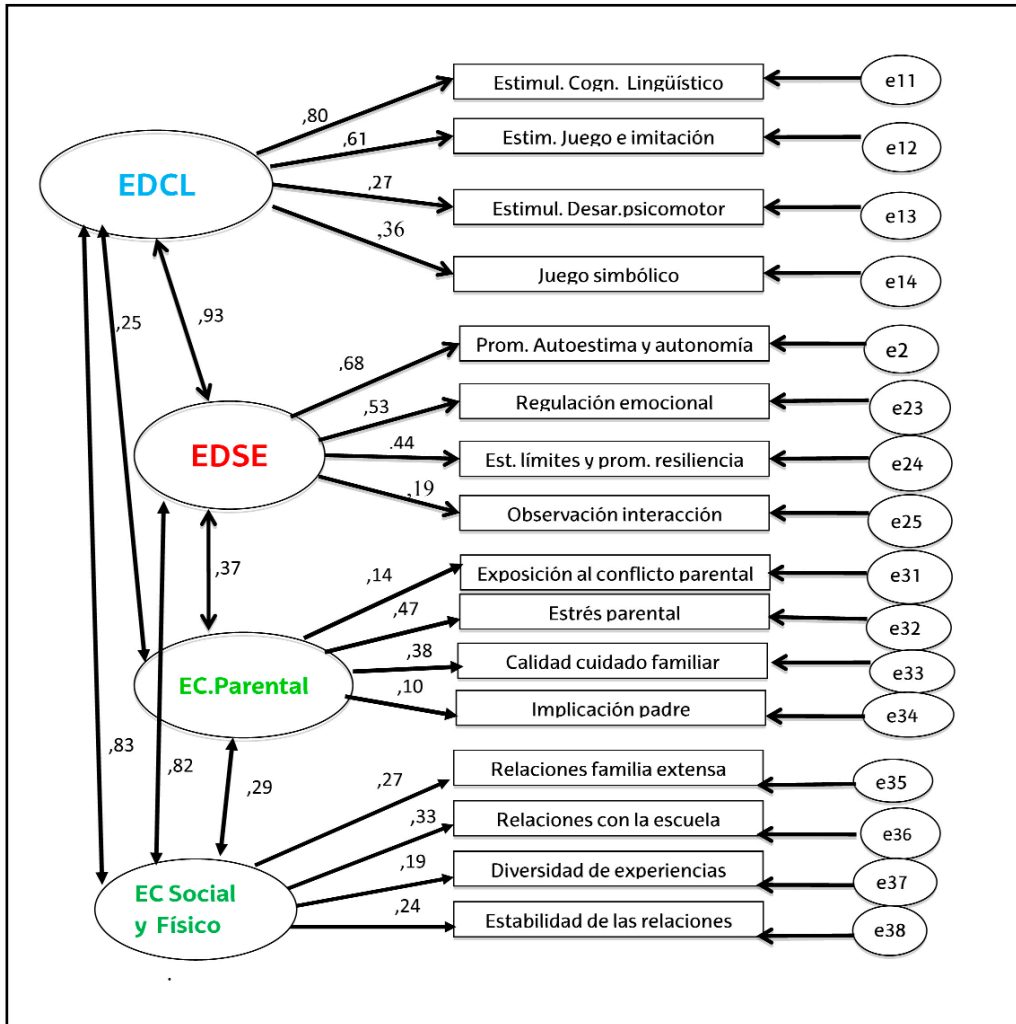 Estimul. Cogn. Lingüístico
e11
,80
Estim. Juego e imitación
e12
,61
EDCL
,27
Estimul. Desar.psicomotor
e13
,36
Juego simbólico
e14
,25
,93
Prom. Autoestima y autonomía
e2
,68
Regulación emocional
e23
,53
EDSE
.44
Est. límites y prom. resiliencia
e24
,19
Observación interacción
e25
,37
,14
Exposición al conflicto parental
e31
,47
Estrés parental
e32
,38
Calidad cuidado familiar
e33
EC.Parental
,10
Implicación padre
e34
,83
,82
,29
,27
Relaciones familia extensa
e35
,33
Relaciones con la escuela
e36
,19
Diversidad de experiencias
e37
EC Social
y Físico
,24
Estabilidad de las relaciones
e38
.